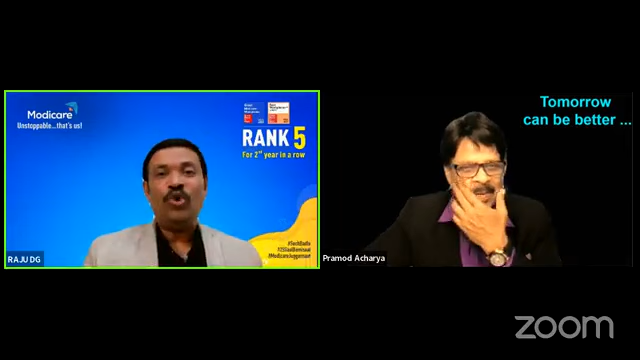 Modicare
Unstoppable...that's us!
RANK 5
For 2nd year in a row
RAJU DG
Tomorrow
can be better ...
Pramod Acharya
zoom